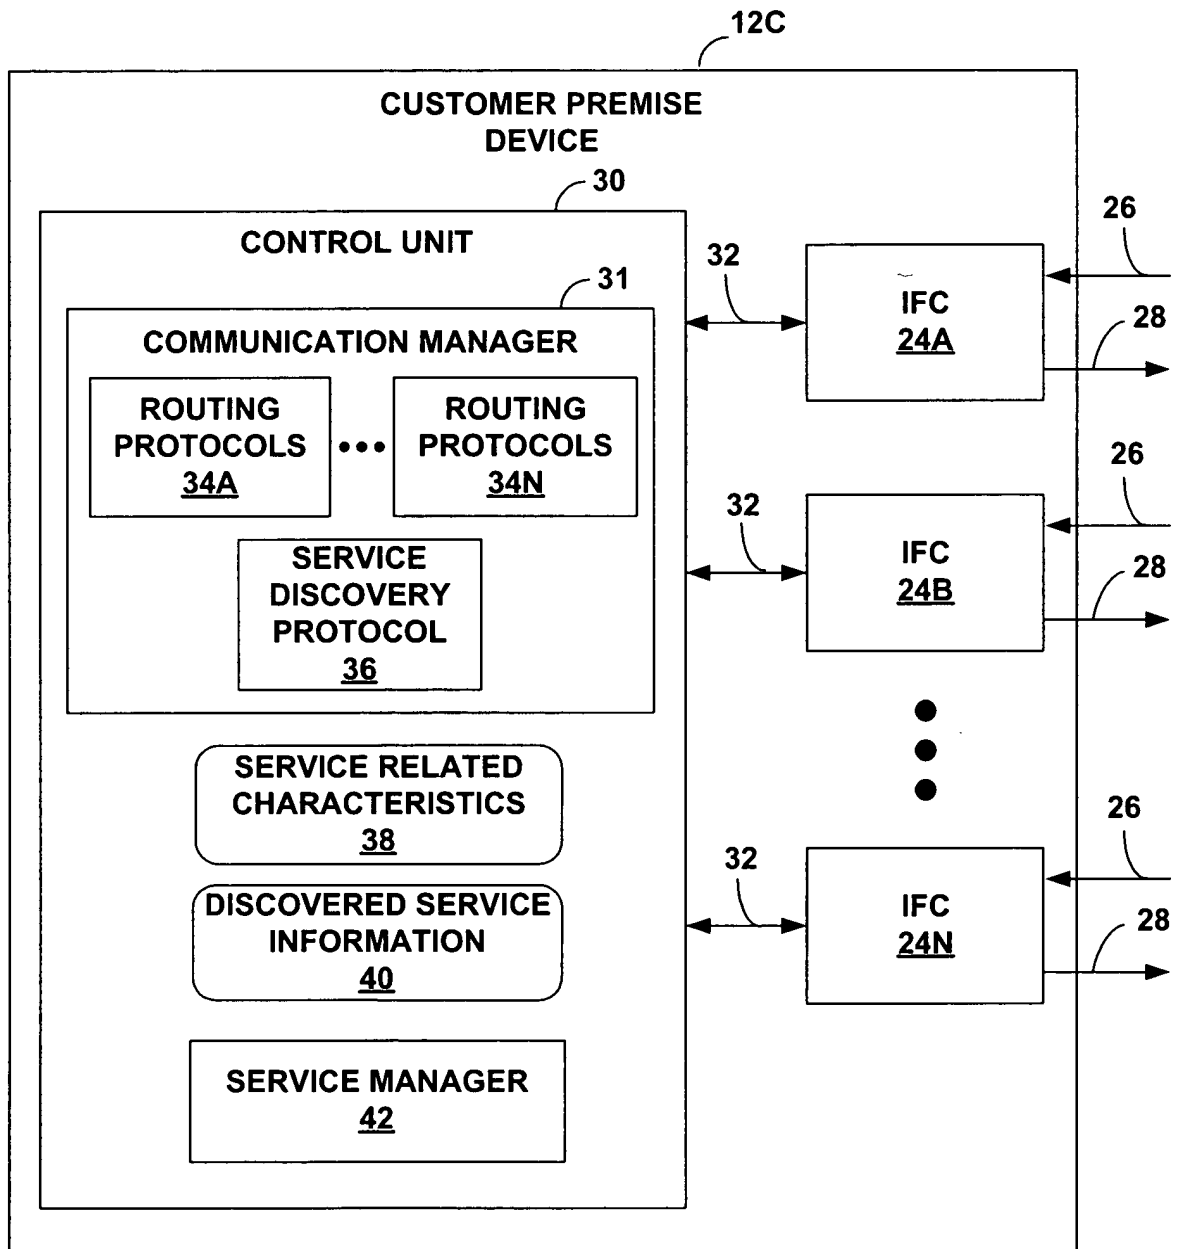 12C
CUSTOMER PREMISE
DEVICE
30
CONTROL UNIT
31
COMMUNICATION MANAGER
ROUTING
PROTOCOLS
34A
ROUTING
PROTOCOLS
34N
SERVICE
DISCOVERY
PROTOCOL
36
SERVICE RELATED
CHARACTERISTICS
38
DISCOVERED SERVICE
INFORMATION
40
SERVICE MANAGER
42
32
IFC
24A
26
28
32
IFC
24B
26
28
32
IFC
24N
26
28